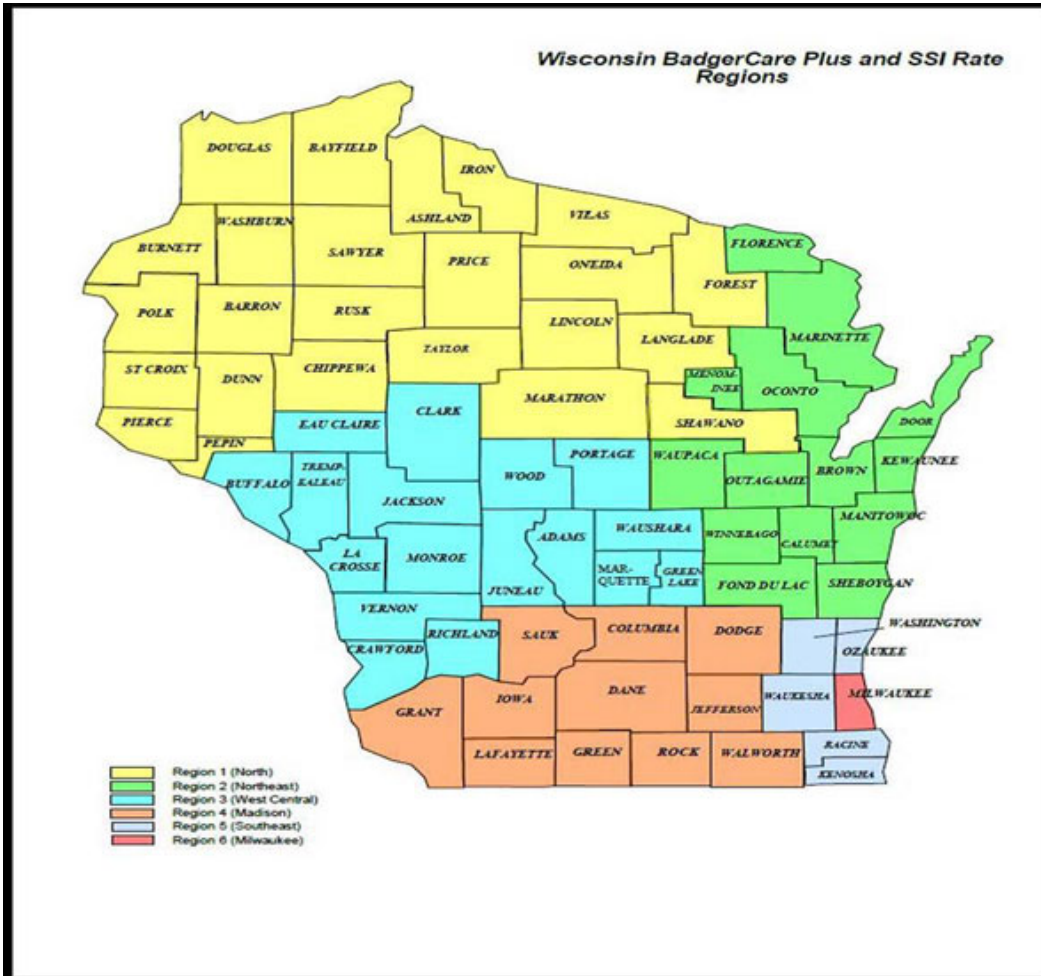 Wisconsin BadgerCare Plus and SSI Rate
Regions
DOUGLAS
BAYFIELD
IRON
ASHLAND
VILAS
WASHBURN
BURNETT
SAWYER
PRICE
ONEIDA
FLORENCE
FOREST
POLK
BARRON
RUSK
LINCOLN
LANGLADE
MARINETTE
TAYLOR
ST CROIX
DUNN
CHIPPEWA
MENOM-
INEE
OCONTO
MARATHON
CLARK
PIERCE
EAU CLAIRE
SHAWANO
DOOR
PEPIN
WAUPACA
PORTAGE
KEWAUNEE
BROWN
OUTAGAMIE
WOOD
BUFFALO
TREMP-
EALEAU
JACKSON
MANITOWOC
WAUSHARA
ADAMS
WINNEBAGO
CALUMET
LA
CROSSE
MONROE
MAR-
QUETTE
GREEN
LAKE
JUNEAU
FOND DU LAC
SHEBOYGAN
VERNON
RICHLAND
SAUK
COLUMBIA
DODGE
WASHINGTON
CRAWFORD
OZAUKEE
DANE
IOWA
WAUKESHA
MILWAUKEE
GRANT
JEFFERSON
LAFAYETTE
GREEN
ROCK
WALWORTH
RACINE
KENOSHA
Region 1 (North)
Region 2 (Northeast)
Region 3 (West Central)
Region 4 (Madison)
Region 5 (Southeast)
Region 6 (Milwaukee)